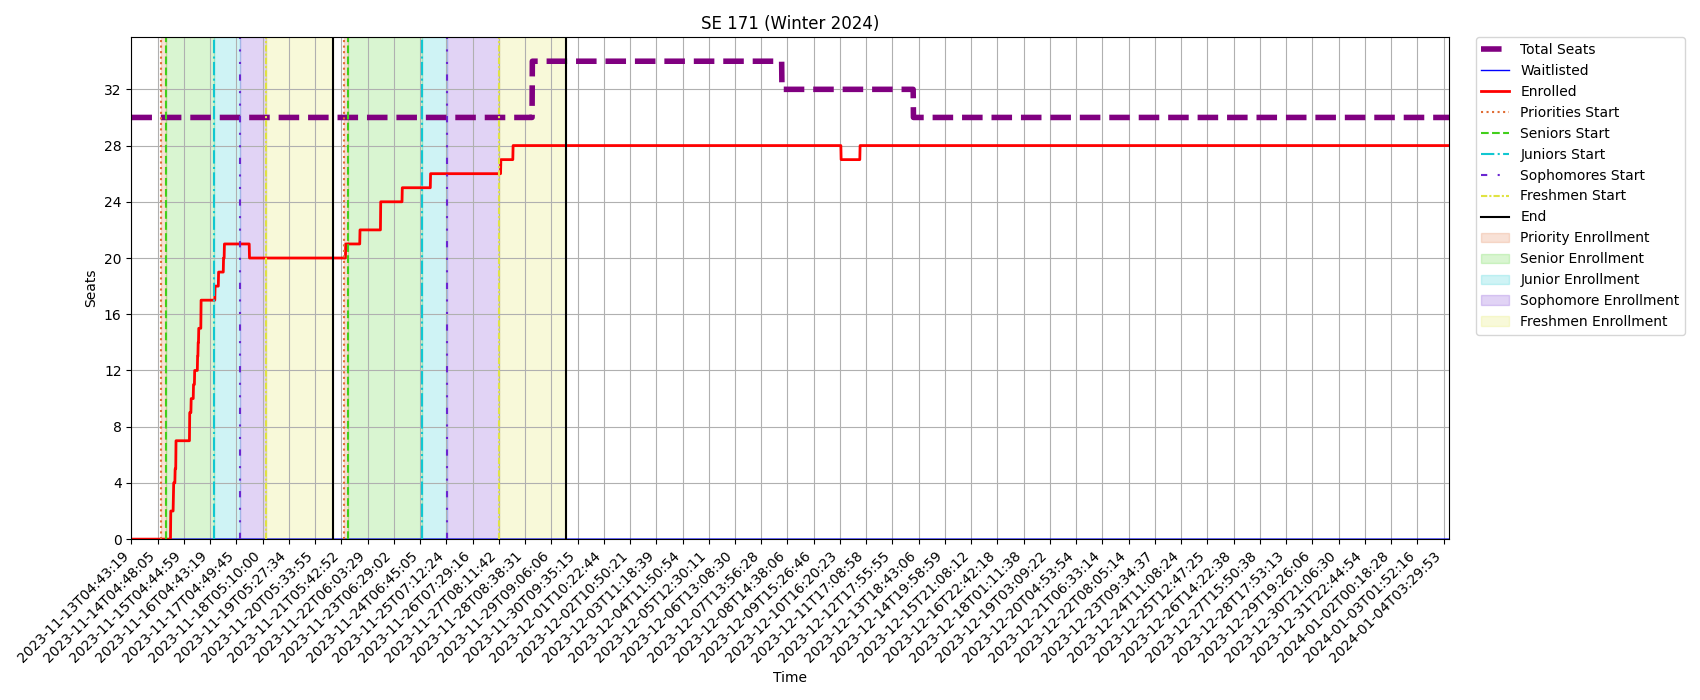 SE 171 (Winter 2024)
Seats
32
28
24
20
16
12
8
4
0
2023-11-13T04:43:19
2023-11-14T04:48:05
2023-11-15T04:44:59
2023-11-16T04:43:19
2023-11-17T04:49:45
2023-11-18T05:10:00
2023-11-19T05:27:34
2023-11-20T05:33:55
2023-11-21T05:42:52
2023-11-22T06:03:29
2023-11-23T06:29:02
2023-11-24T06:45:05
2023-11-25T07:12:24
2023-11-26T07:29:16
2023-11-27T08:11:42
2023-11-28T08:38:31
2023-11-29T09:06:06
2023-11-30T09:35:15
2023-12-01T10:22:44
2023-12-02T10:50:21
2023-12-03T11:18:39
2023-12-04T11:50:54
2023-12-05T12:30:11
2023-12-06T13:08:30
2023-12-07T13:56:28
2023-12-08T14:38:06
2023-12-09T15:26:46
2023-12-10T16:20:23
2023-12-11T17:08:58
2023-12-12T17:55:55
2023-12-13T18:43:06
2023-12-14T19:58:59
2023-12-15T21:08:12
2023-12-16T22:42:18
2023-12-18T01:11:38
2023-12-19T03:09:22
2023-12-20T04:53:54
2023-12-21T06:33:14
2023-12-22T08:05:14
2023-12-23T09:34:37
2023-12-24T11:08:24
2023-12-25T12:47:25
2023-12-26T14:22:38
2023-12-27T15:50:38
2023-12-28T17:53:13
2023-12-29T19:26:06
2023-12-30T21:06:30
2023-12-31T22:44:54
2024-01-02T00:18:28
2024-01-03T01:52:16
2024-01-04T03:29:53
Time
Total Seats
Waitlisted
Enrolled
Priorities Start
Seniors Start
Juniors Start
Sophomores Start
Freshmen Start
End
Priority Enrollment
Senior Enrollment
Junior Enrollment
Sophomore Enrollment
Freshmen Enrollment